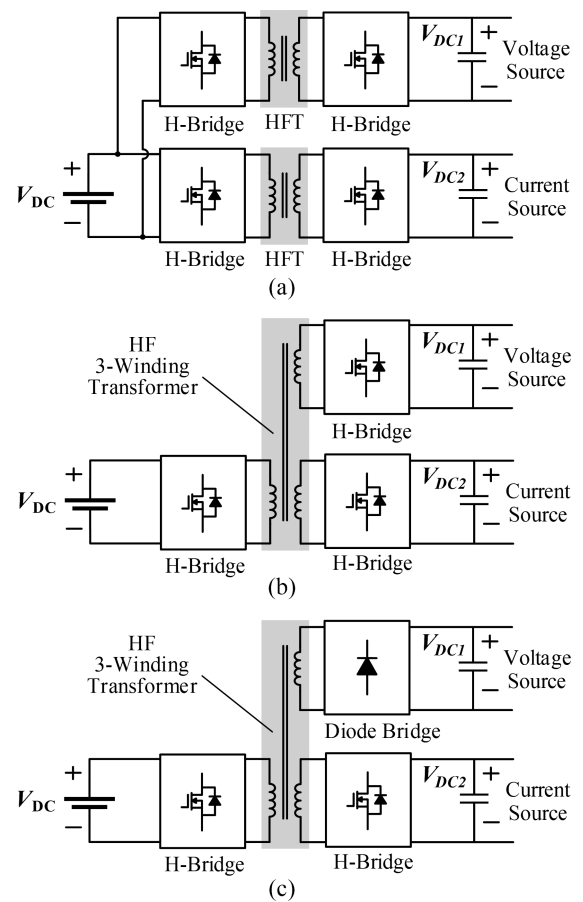 V_DC1
+
Voltage
Source
−
H-Bridge
HFT
H-Bridge
+
V_DC
−
V_DC2
+
Current
Source
−
H-Bridge
HFT
H-Bridge
(a)
HF
3-Winding
Transformer
V_DC1
+
Voltage
Source
−
H-Bridge
+
V_DC
−
V_DC2
+
Current
Source
−
H-Bridge
H-Bridge
(b)
HF
3-Winding
Transformer
V_DC1
+
Voltage
Source
−
Diode Bridge
+
V_DC
−
V_DC2
+
Current
Source
−
H-Bridge
H-Bridge
(c)